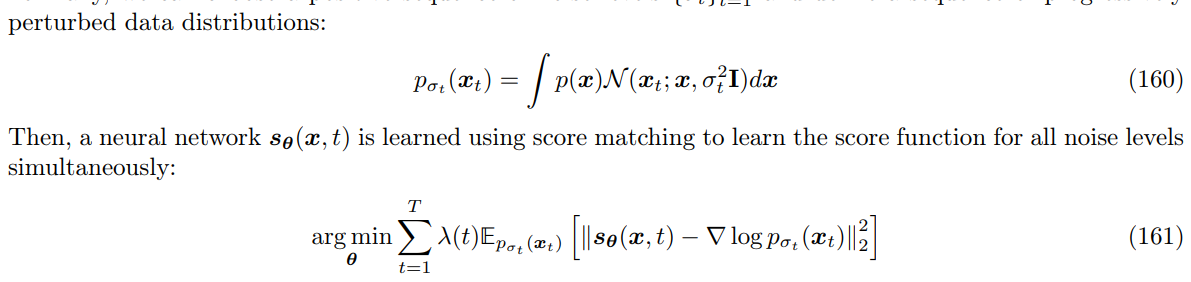 perturbed data distributions:
p_{σ_t}(x_t) = ∫ p(x)N(x_t; x, σ_t^2 I)dx (160)
Then, a neural network s_θ(x, t) is learned using score matching to learn the score function for all noise levels
simultaneously:
arg min_θ ∑_{t=1}^{T} λ(t)E_{p_{σ_t}(x_t)} [‖s_θ(x, t) − ∇ log p_{σ_t}(x_t)‖_2^2] (161)